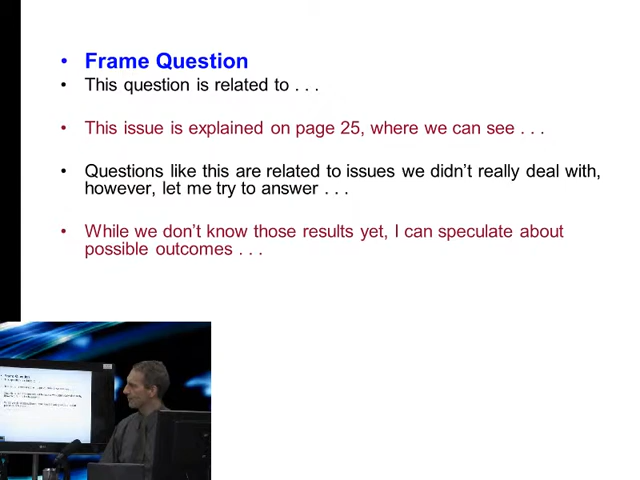 • Frame Question
• This question is related to . . .
• This issue is explained on page 25, where we can see . . .
• Questions like this are related to issues we didn't really deal with,
however, let me try to answer . . .
• While we don't know those results yet, I can speculate about
possible outcomes . . .